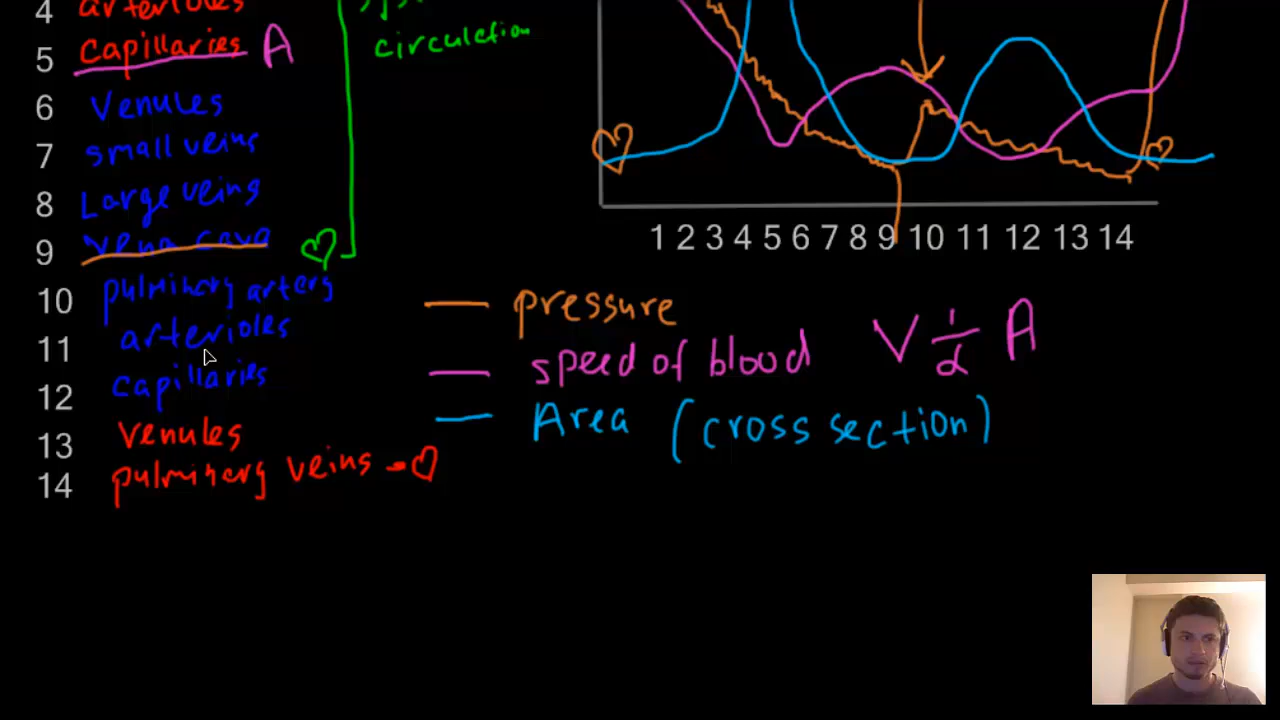 4 arterioles
5 Capillaries A
circulation
6 Venules
7 small veins
8 Large veins
9 Vena cava
10 pulminary artery
11 arterioles
12 capillaries
13 venules
14 pulminary veins
1 2 3 4 5 6 7 8 9 10 11 12 13 14
pressure
speed of blood V 1/α A
Area (cross section)